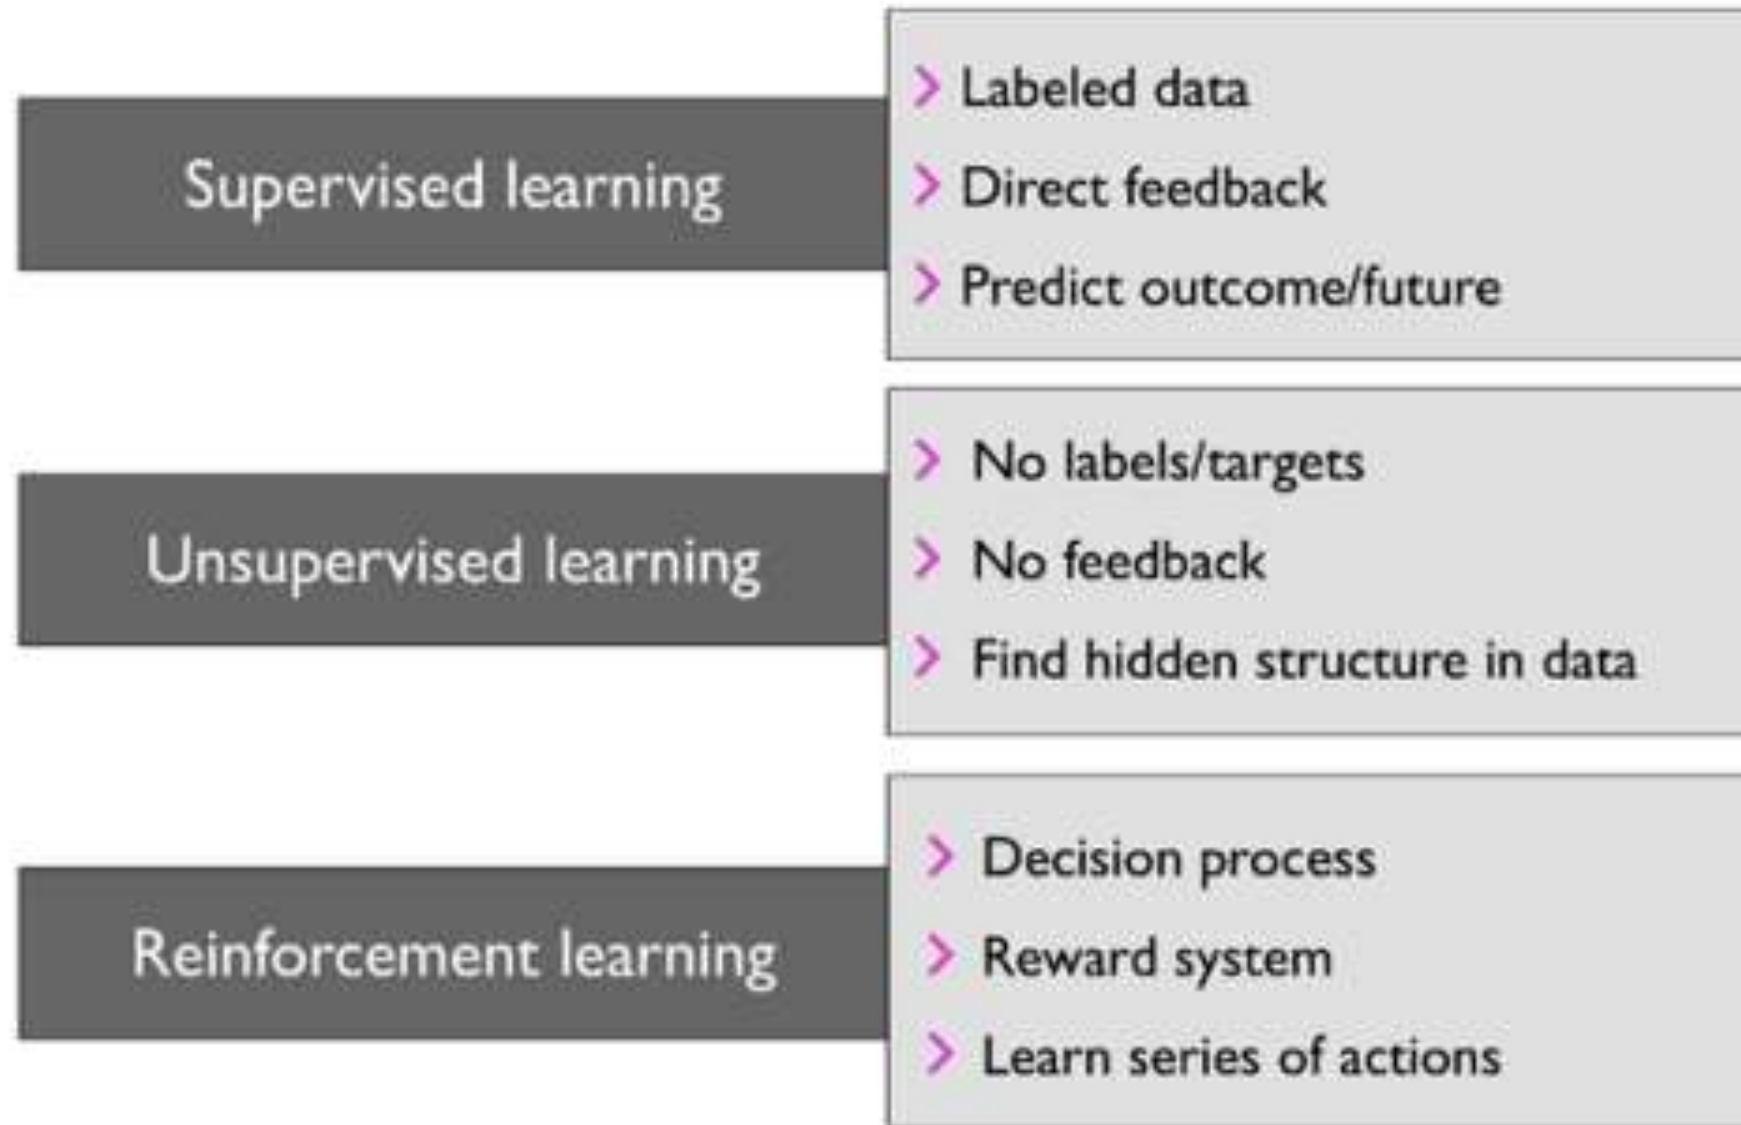 Supervised learning
Labeled data
Direct feedback
Predict outcome/future
Unsupervised learning
No labels/targets
No feedback
Find hidden structure in data
Reinforcement learning
Decision process
Reward system
Learn series of actions